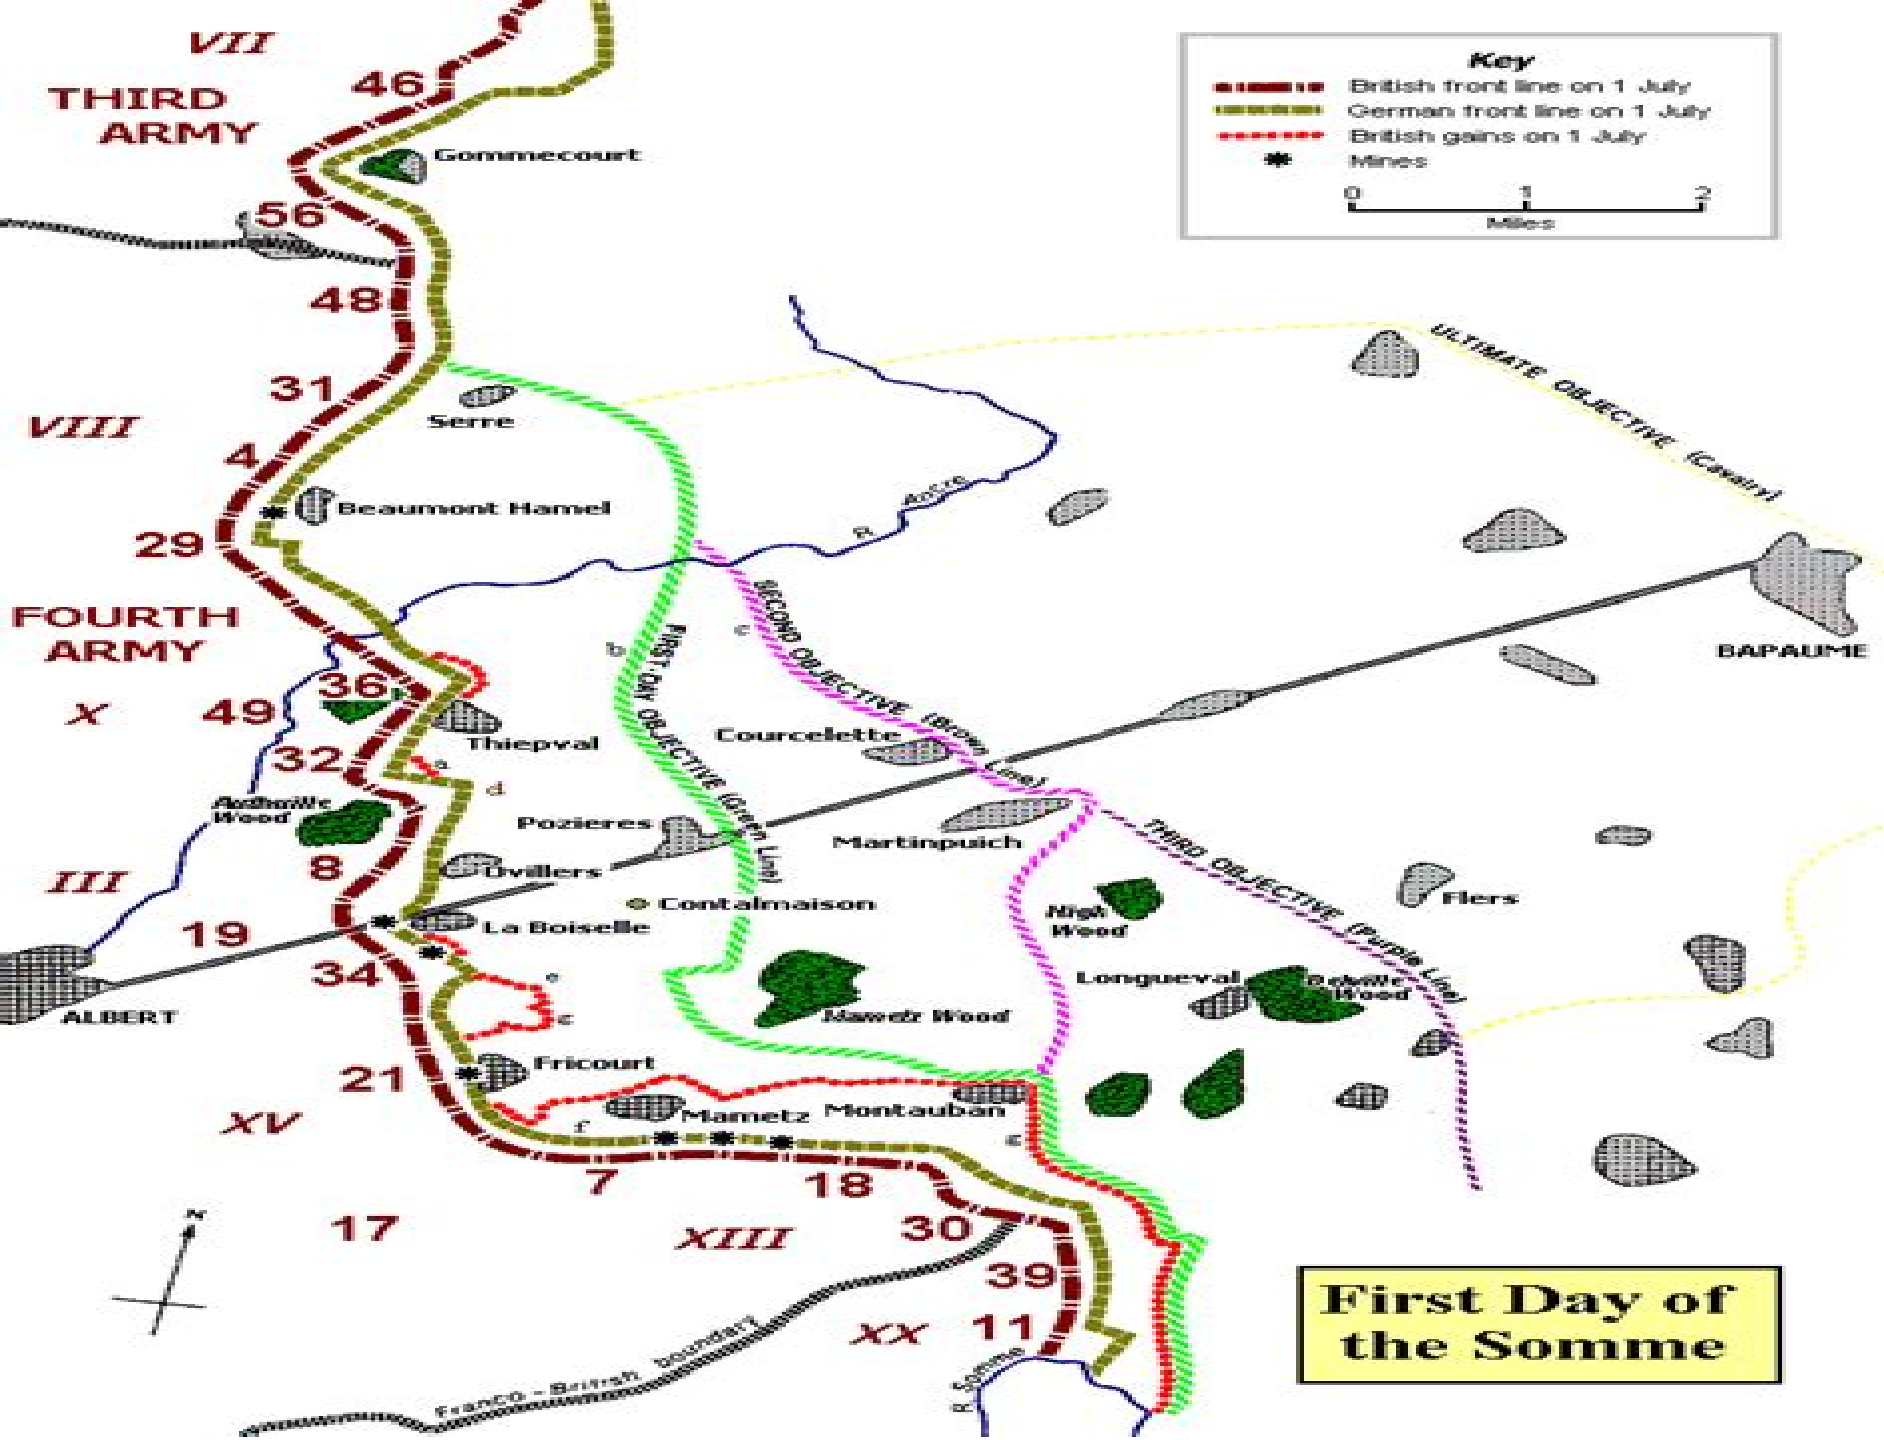 VII
THIRD
ARMY
46
Gommecourt
56
48
31
VIII
4
Serre
Beaumont Hamel
29
FOURTH
ARMY
X
49
36
32
Thiepval
Authuille
Wood
III
8
19
34
ALBERT
Pozieres
Ovillers
Contalmaison
La Boiselle
Courcelette
Martinpuich
High
Wood
Flers
Longueval
Delville
Wood
Mametz Wood
Fricourt
Mametz
Montauban
21
XV
7
18
17
XIII
30
39
XX
11
R Somme
Franco - British boundary
N
R Ancre
BAPAUME
ULTIMATE OBJECTIVE (Cavalry)
FIRST DAY OBJECTIVE (Green Line)
SECOND OBJECTIVE (Brown Line)
THIRD OBJECTIVE (Purple Line)
b
c
d
e
f
Key
British front line on 1 July
German front line on 1 July
British gains on 1 July
Mines
0 1 2
Miles
First Day of
the Somme